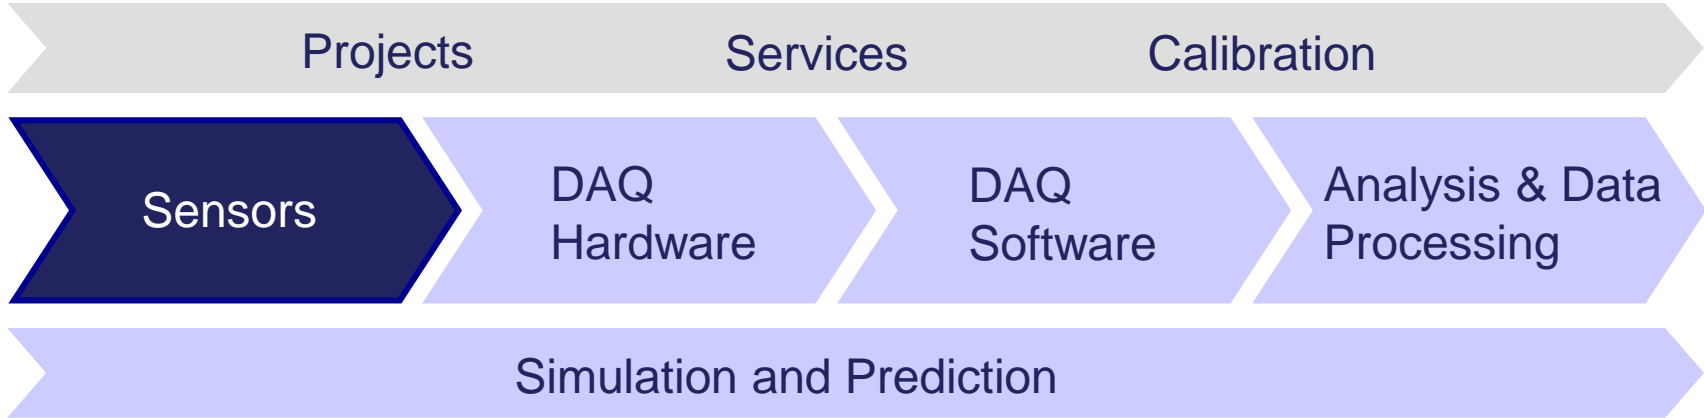 Projects Services Calibration
Sensors
DAQ
Hardware
DAQ
Software
Analysis & Data
Processing
Simulation and Prediction